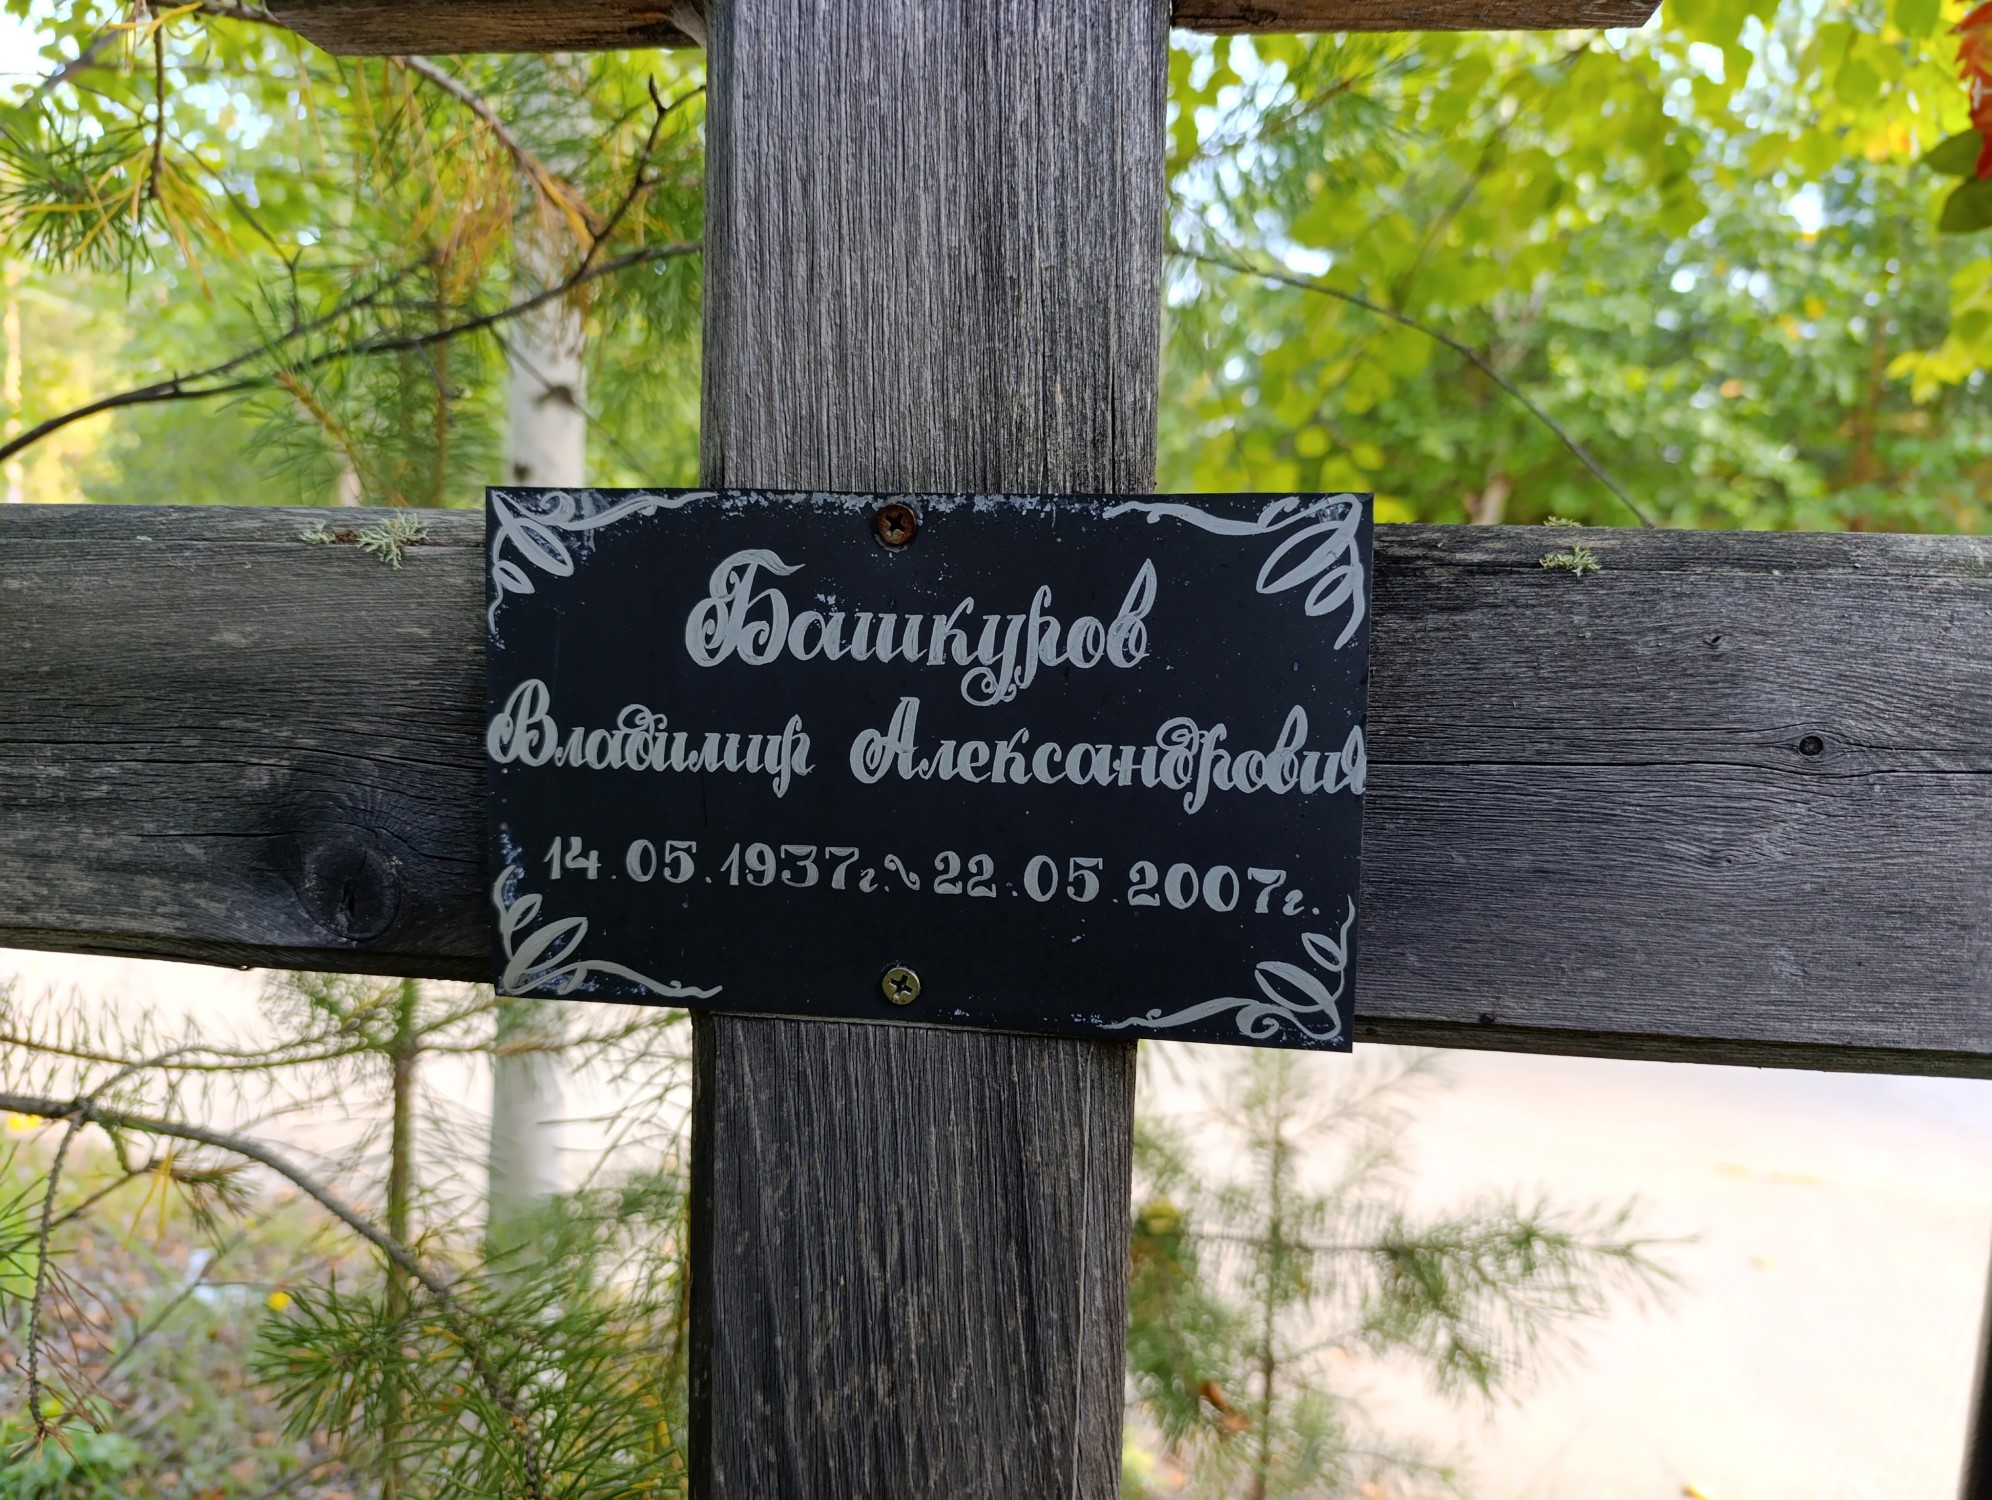 Башкуров
Владимир Александрович
14.05.1937г.~22.05.2007г.